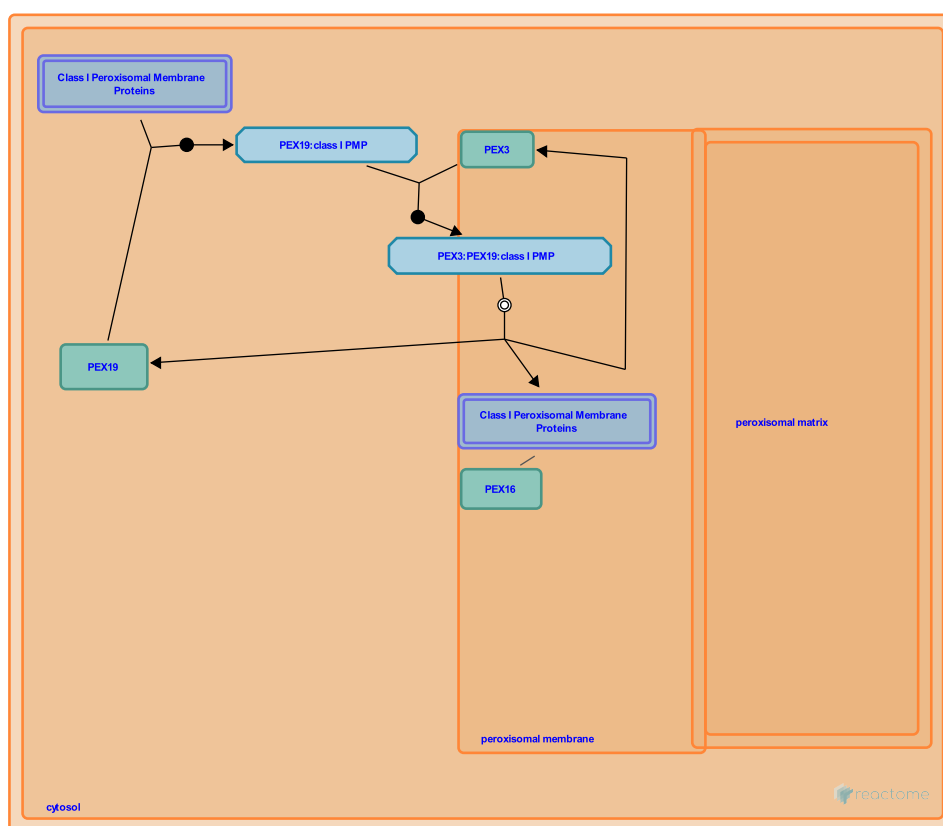 Class I Peroxisomal Membrane
Proteins
PEX19:class I PMP
PEX3
PEX3:PEX19:class I PMP
PEX19
Class I Peroxisomal Membrane
Proteins
peroxisomal matrix
PEX16
peroxisomal membrane
reactome
cytosol